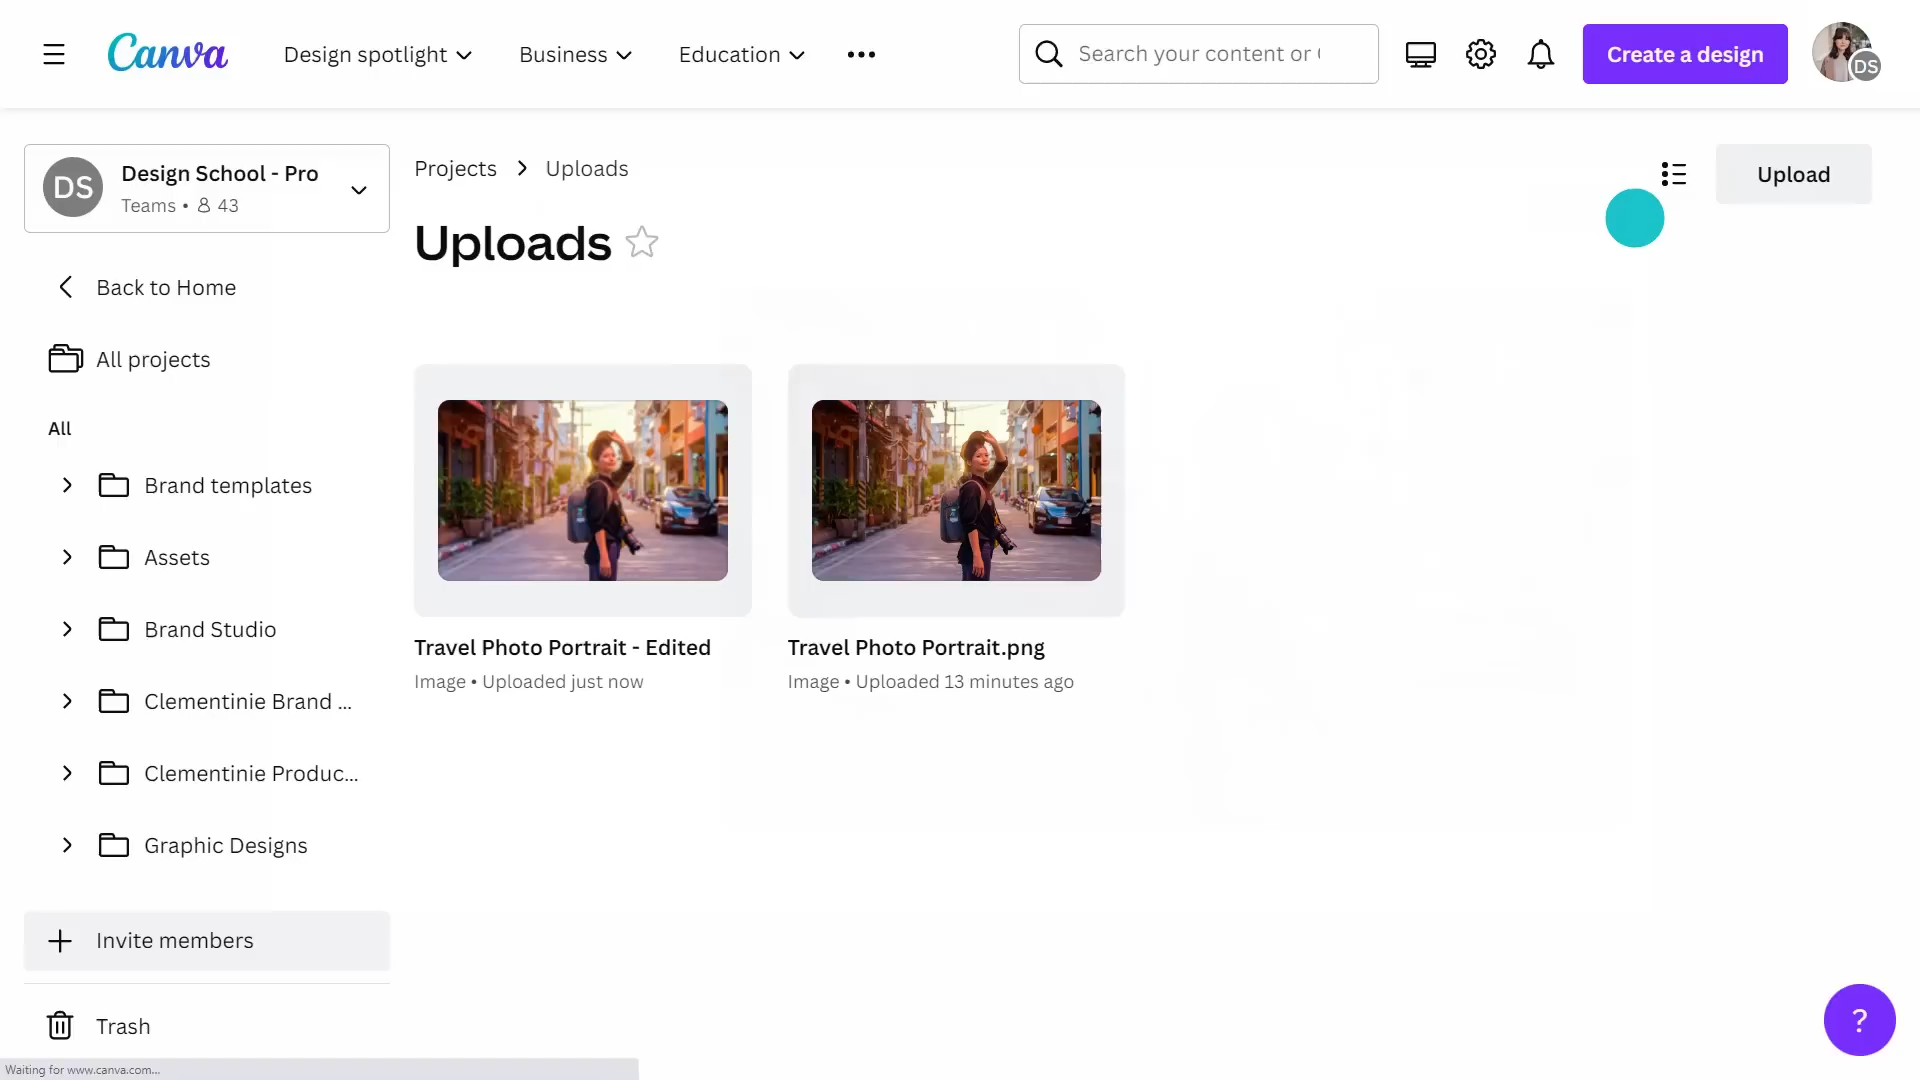 Canva
Design spotlight
Business
Education
Search your content or
Create a design
DS
DS
Design School - Pro
Teams • 43
Projects > Uploads
Upload
Uploads
Back to Home
All projects
All
Brand templates
Assets
Brand Studio
Clementinie Brand ...
Clementinie Produc...
Graphic Designs
Travel Photo Portrait - Edited
Image • Uploaded just now
Travel Photo Portrait.png
Image • Uploaded 13 minutes ago
Invite members
Trash
?
Waiting for www.canva.com...